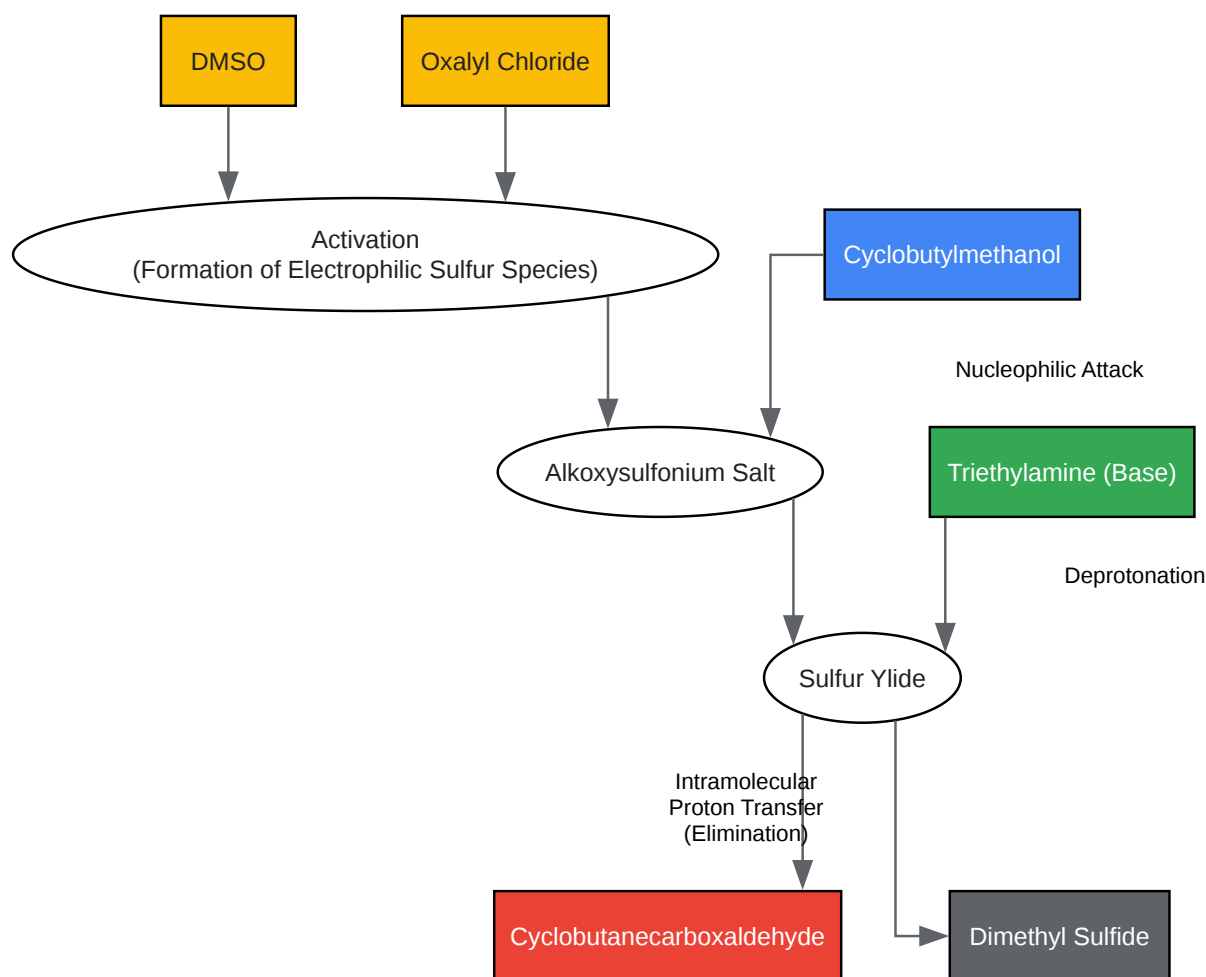 DMSO
Oxalyl Chloride
Activation
(Formation of Electrophilic Sulfur Species)
Cyclobutylmethanol
Nucleophilic Attack
Alkoxysulfonium Salt
Triethylamine (Base)
Deprotonation
Sulfur Ylide
Intramolecular
Proton Transfer
(Elimination)
Cyclobutanecarboxaldehyde
Dimethyl Sulfide